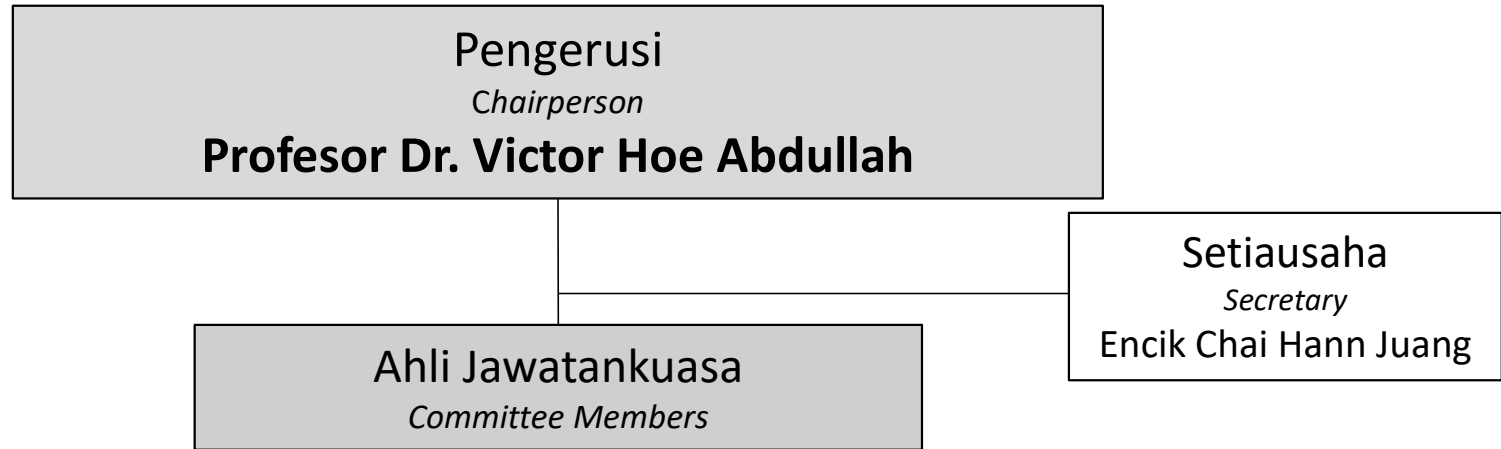 Pengerusi
Chairperson
Profesor Dr. Victor Hoe Abdullah
Setiausaha
Secretary
Encik Chai Hann Juang
Ahli Jawatankuasa
Committee Members